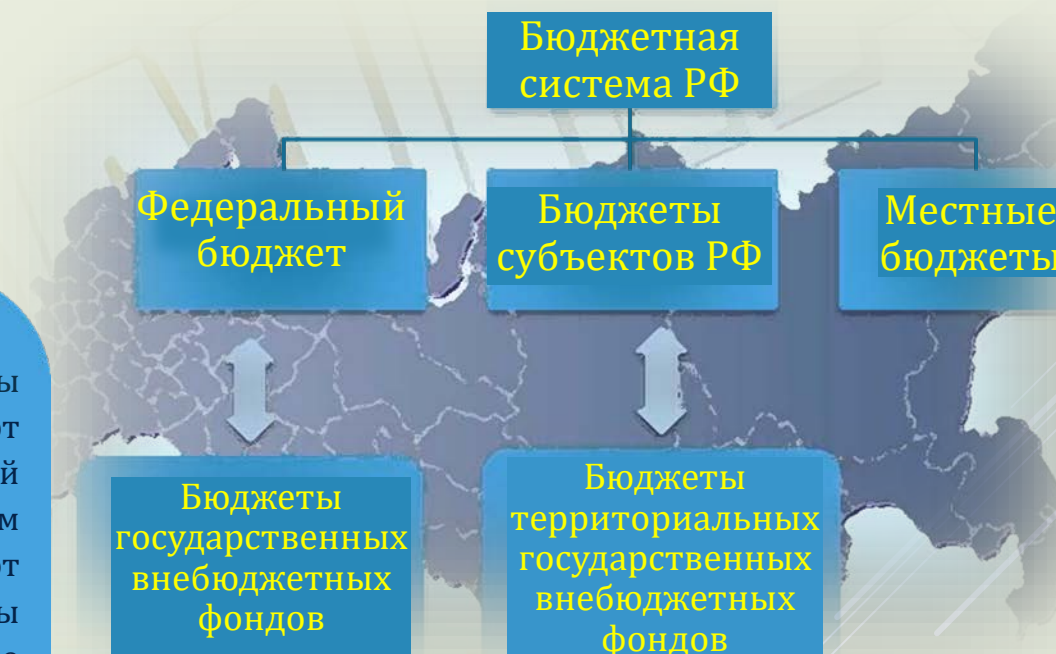 Бюджетная
система РФ
Федеральный
бюджет
Бюджеты
субъектов РФ
Местные
бюджеты
Бюджеты
государственных
внебюджетных
фондов
Бюджеты
территориальных
государственных
внебюджетных
фондов